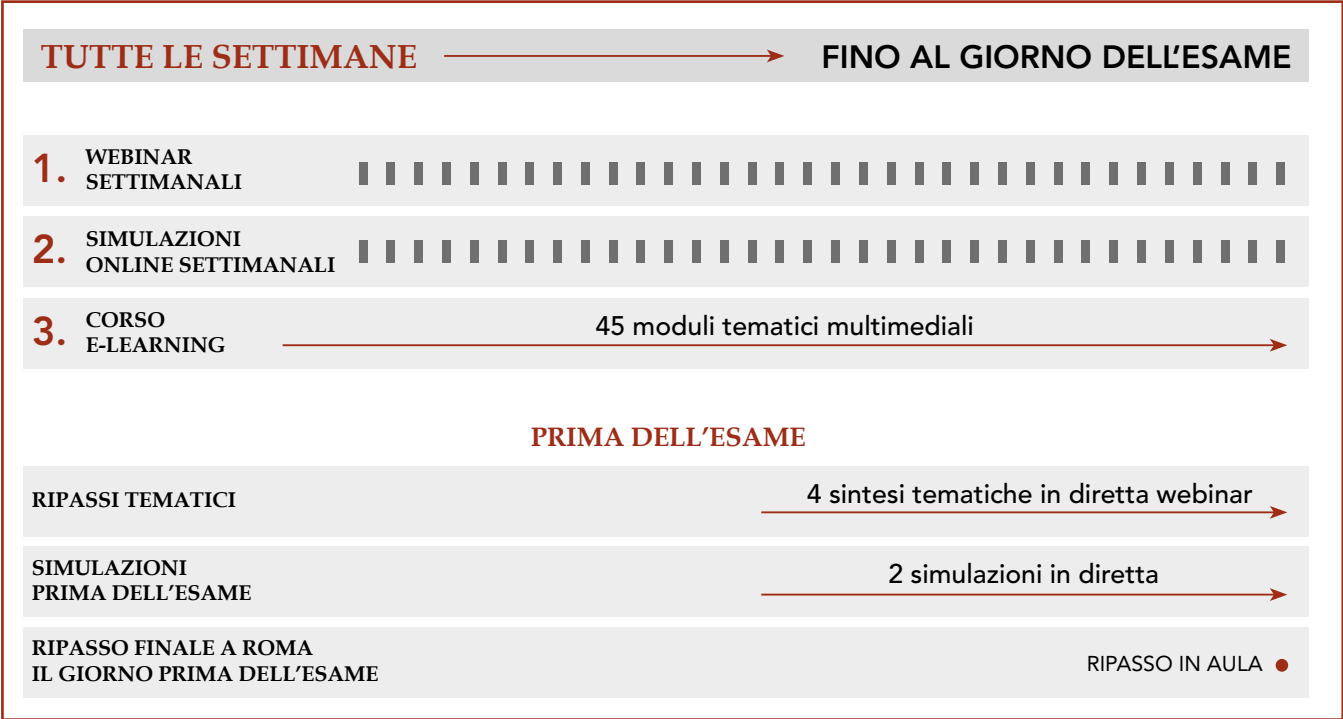 TUTTE LE SETTIMANE FINO AL GIORNO DELL'ESAME
1. WEBINAR
SETTIMANALI
2. SIMULAZIONI
ONLINE SETTIMANALI
3. CORSO
E-LEARNING
45 moduli tematici multimediali
PRIMA DELL'ESAME
RIPASSI TEMATICI
4 sintesi tematiche in diretta webinar
SIMULAZIONI
PRIMA DELL'ESAME
2 simulazioni in diretta
RIPASSO FINALE A ROMA
IL GIORNO PRIMA DELL'ESAME
RIPASSO IN AULA